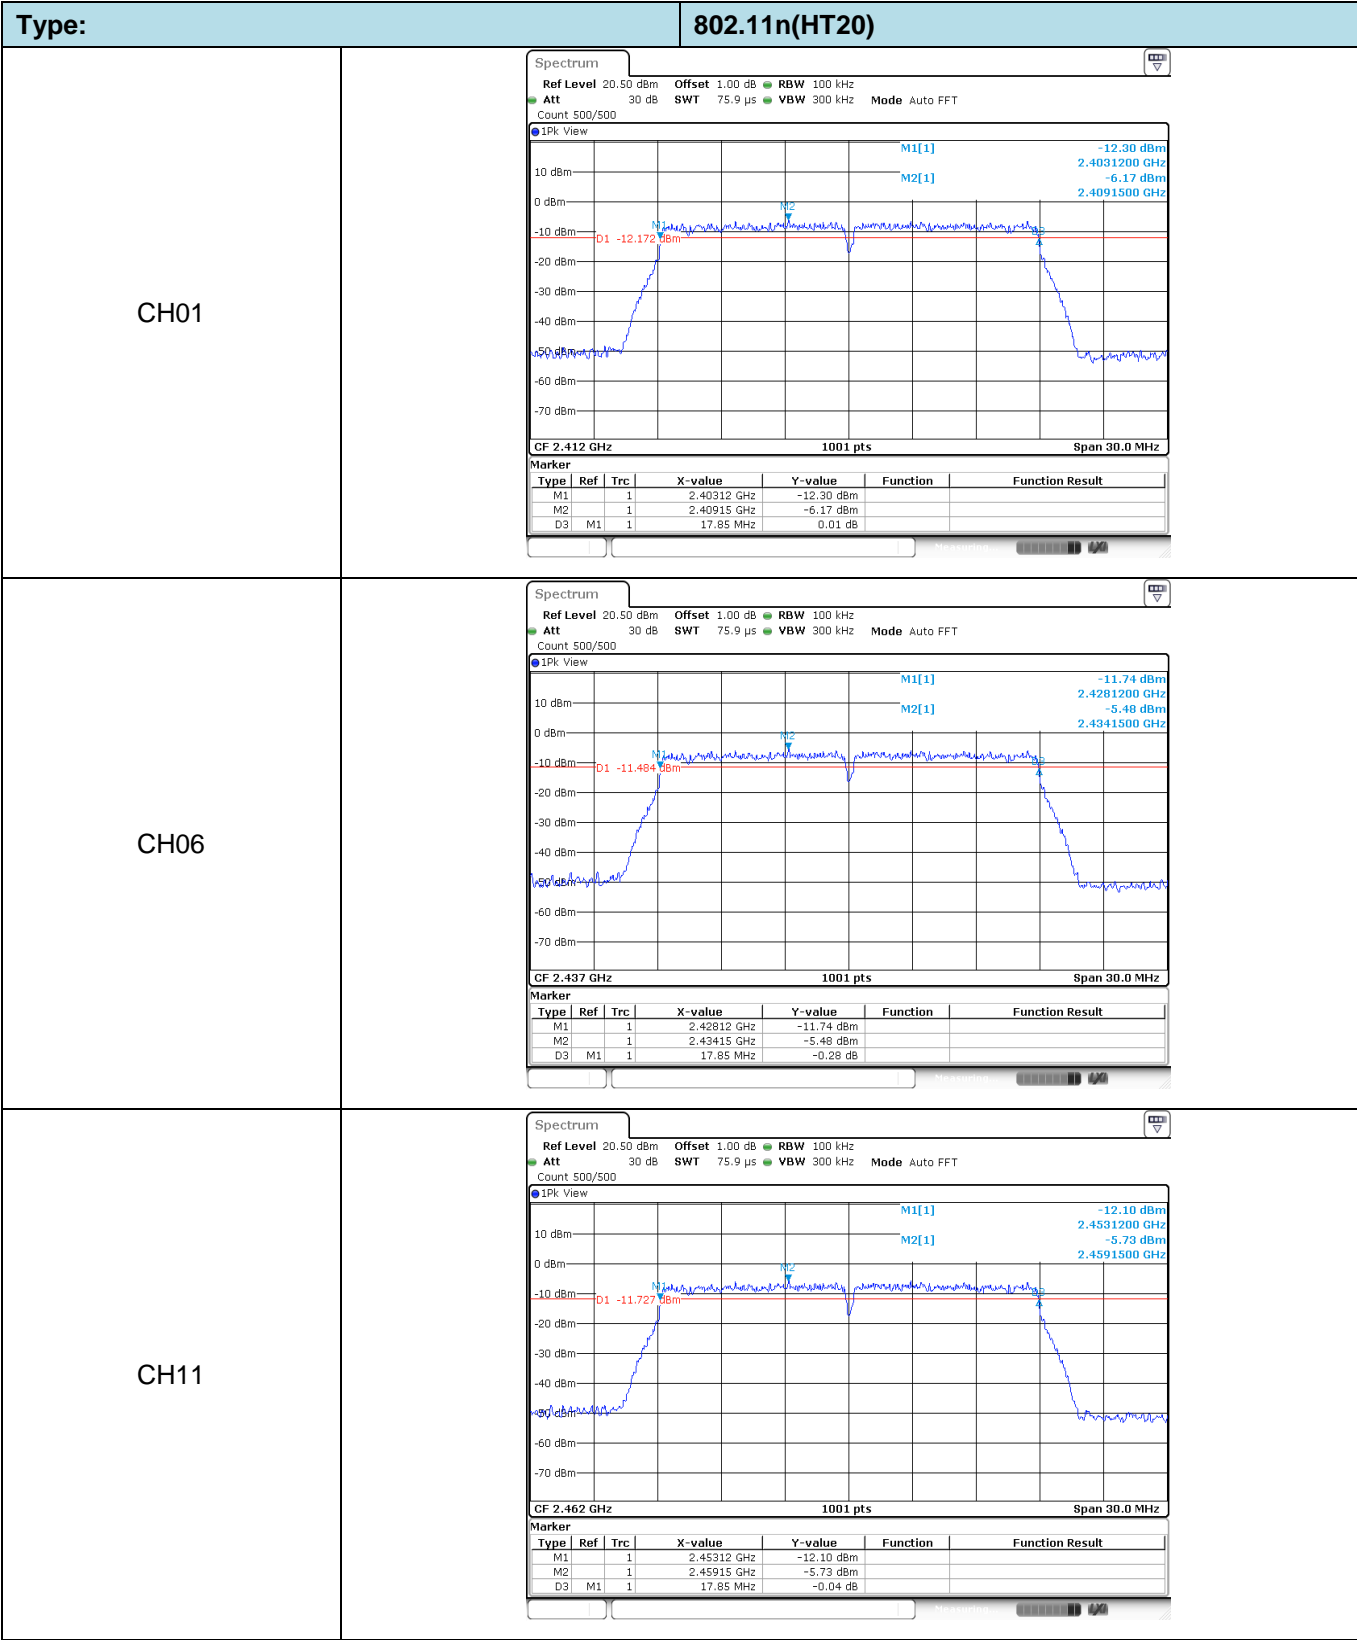 Type: 802.11n(HT20)
CH01
Spectrum
Ref Level 20.50 dBm Offset 1.00 dB RBW 100 kHz
Att 30 dB SWT 75.9 µs VBW 300 kHz Mode Auto FFT
Count 500/500
1Pk View
M1[1] -12.30 dBm
2.4031200 GHz
10 dBm
M2[1] -6.17 dBm
2.4091500 GHz
0 dBm
M2
M1
-10 dBm
D1 -12.172 dBm
D3
-20 dBm
-30 dBm
-40 dBm
-50 dBm
-60 dBm
-70 dBm
CF 2.412 GHz 1001 pts Span 30.0 MHz
Marker
Type Ref Trc X-value Y-value Function Function Result
M1 1 2.40312 GHz -12.30 dBm
M2 1 2.40915 GHz -6.17 dBm
D3 M1 1 17.85 MHz 0.01 dB
Measuring
CH06
Spectrum
Ref Level 20.50 dBm Offset 1.00 dB RBW 100 kHz
Att 30 dB SWT 75.9 µs VBW 300 kHz Mode Auto FFT
Count 500/500
1Pk View
M1[1] -11.74 dBm
2.4281200 GHz
10 dBm
M2[1] -5.48 dBm
2.4341500 GHz
0 dBm
M2
M1
-10 dBm
D1 -11.484 dBm
D3
-20 dBm
-30 dBm
-40 dBm
-50 dBm
-60 dBm
-70 dBm
CF 2.437 GHz 1001 pts Span 30.0 MHz
Marker
Type Ref Trc X-value Y-value Function Function Result
M1 1 2.42812 GHz -11.74 dBm
M2 1 2.43415 GHz -5.48 dBm
D3 M1 1 17.85 MHz -0.28 dB
Measuring
CH11
Spectrum
Ref Level 20.50 dBm Offset 1.00 dB RBW 100 kHz
Att 30 dB SWT 75.9 µs VBW 300 kHz Mode Auto FFT
Count 500/500
1Pk View
M1[1] -12.10 dBm
2.4531200 GHz
10 dBm
M2[1] -5.73 dBm
2.4591500 GHz
0 dBm
M2
M1
-10 dBm
D1 -11.727 dBm
D3
-20 dBm
-30 dBm
-40 dBm
-50 dBm
-60 dBm
-70 dBm
CF 2.462 GHz 1001 pts Span 30.0 MHz
Marker
Type Ref Trc X-value Y-value Function Function Result
M1 1 2.45312 GHz -12.10 dBm
M2 1 2.45915 GHz -5.73 dBm
D3 M1 1 17.85 MHz -0.04 dB
Measuring